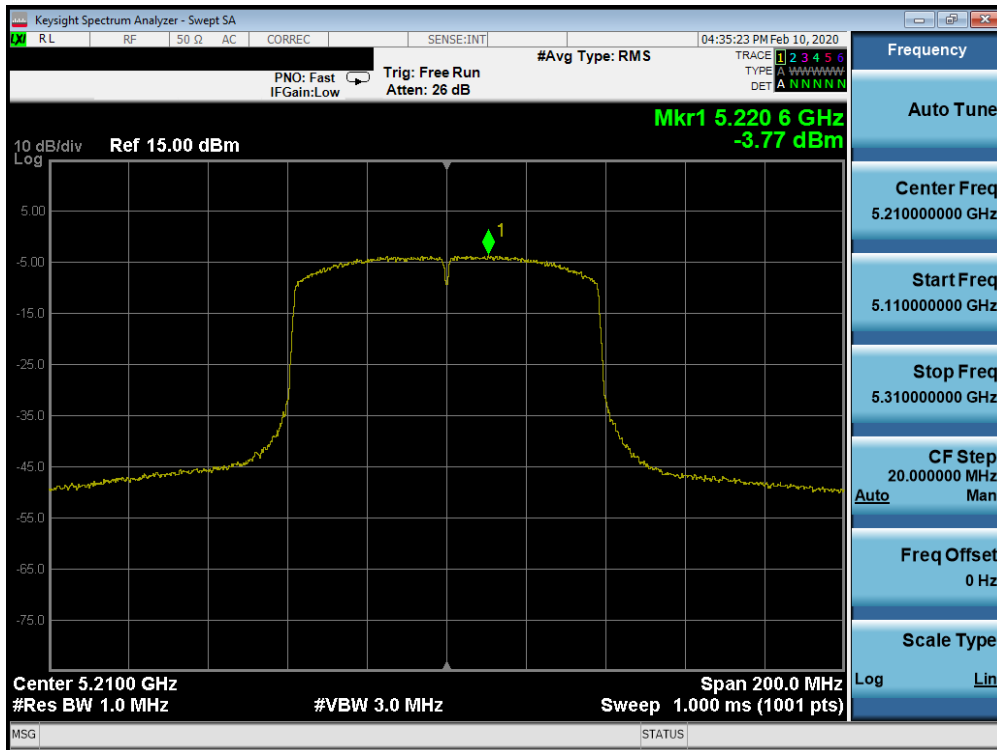 Keysight Spectrum Analyzer - Swept SA
LXI RL RF 50 Ω AC CORREC SENSE:INT 04:35:23 PM Feb 10, 2020
#Avg Type: RMS
TRACE 1 2 3 4 5 6
PNO: Fast Trig: Free Run
TYPE A WWWWW
IFGain:Low Atten: 26 dB
DET A N N N N N
Mkr1 5.220 6 GHz
-3.77 dBm
10 dB/div Ref 15.00 dBm
Log
1
5.00
-5.00
-15.0
-25.0
-35.0
-45.0
-55.0
-65.0
-75.0
Center 5.2100 GHz Span 200.0 MHz
#Res BW 1.0 MHz #VBW 3.0 MHz Sweep 1.000 ms (1001 pts)
MSG STATUS
Frequency
Auto Tune
Center Freq
5.210000000 GHz
Start Freq
5.110000000 GHz
Stop Freq
5.310000000 GHz
CF Step
20.000000 MHz
Auto Man
Freq Offset
0 Hz
Scale Type
Log Lin